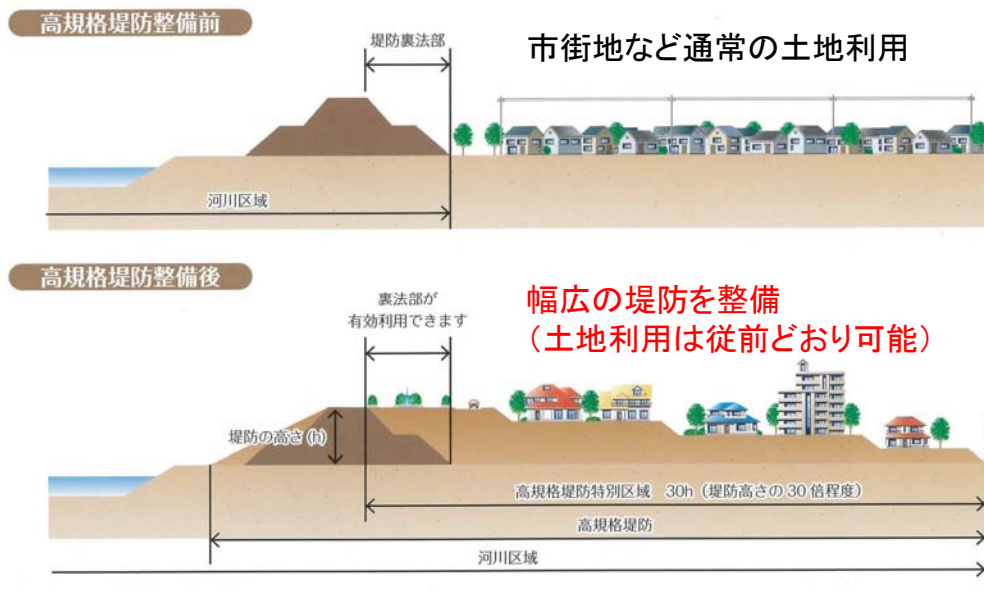 高規格堤防整備前
堤防裏法部
市街地など通常の土地利用
河川区域
高規格堤防整備後
裏法部が
有効利用できます
幅広の堤防を整備
（土地利用は従前どおり可能）
堤防の高さ(h)
高規格堤防特別区域　30h（堤防高さの30倍程度）
高規格堤防
河川区域